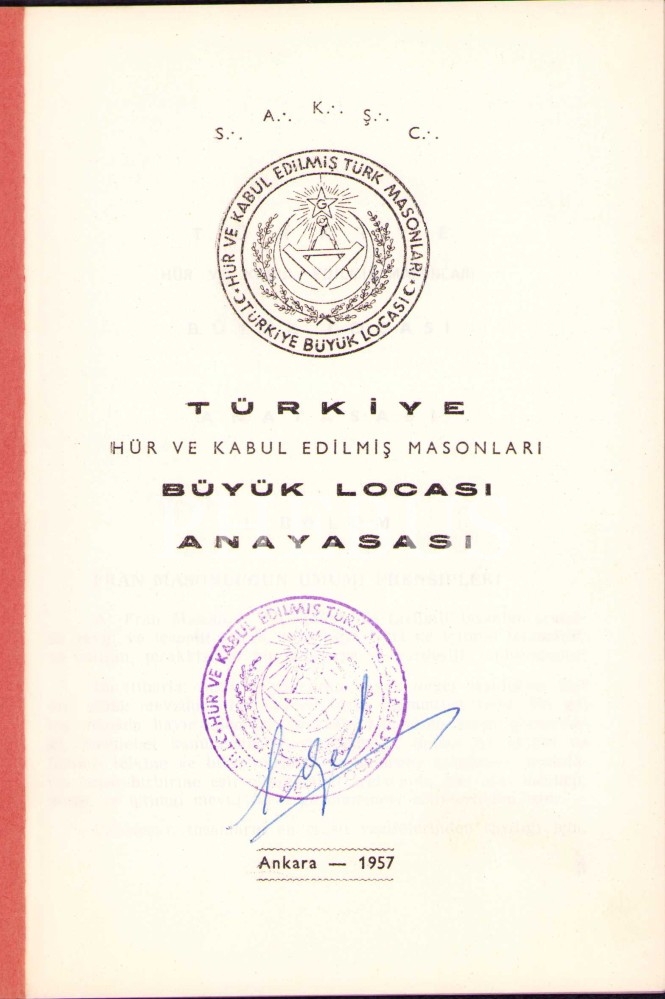 S∴ A∴ K∴ Ş∴ C∴
HÜR VE KABUL EDİLMİŞ TÜRK MASONLARI
TÜRKİYE BÜYÜK LOCASI
TÜRKİYE
HÜR VE KABUL EDİLMİŞ MASONLARI
BÜYÜK LOCASI
ANAYASASI
HÜR VE KABUL EDİLMİŞ TÜRK
Ankara — 1957